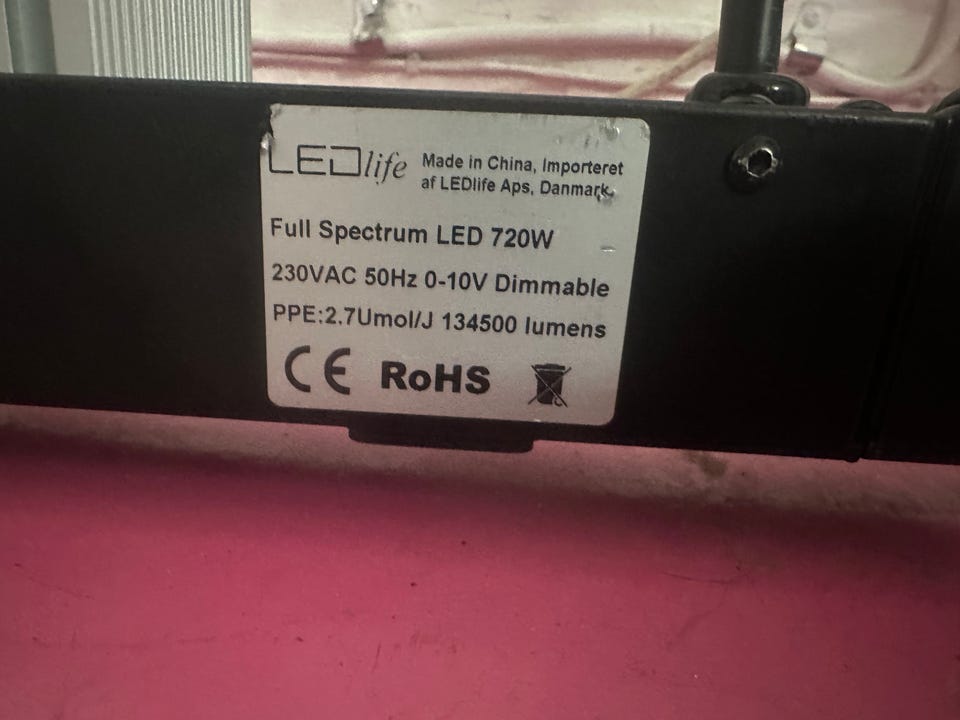 LEDlife Made in China, Importeret
af LEDlife Aps, Danmark.
Full Spectrum LED 720W
230VAC 50Hz 0-10V Dimmable
PPE:2.7Umol/J 134500 lumens
CE RoHS